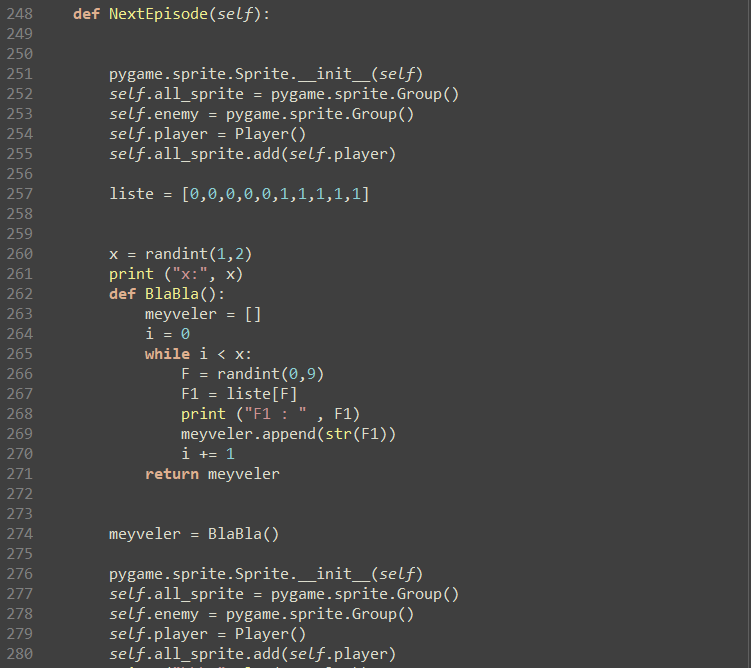 248 def NextEpisode(self):
249
250
251 pygame.sprite.Sprite.__init__(self)
252 self.all_sprite = pygame.sprite.Group()
253 self.enemy = pygame.sprite.Group()
254 self.player = Player()
255 self.all_sprite.add(self.player)
256
257 liste = [0,0,0,0,0,1,1,1,1,1]
258
259
260 x = randint(1,2)
261 print ("x:", x)
262 def BlaBla():
263 meyveler = []
264 i = 0
265 while i < x:
266 F = randint(0,9)
267 F1 = liste[F]
268 print ("F1 : " , F1)
269 meyveler.append(str(F1))
270 i += 1
271 return meyveler
272
273
274 meyveler = BlaBla()
275
276 pygame.sprite.Sprite.__init__(self)
277 self.all_sprite = pygame.sprite.Group()
278 self.enemy = pygame.sprite.Group()
279 self.player = Player()
280 self.all_sprite.add(self.player)